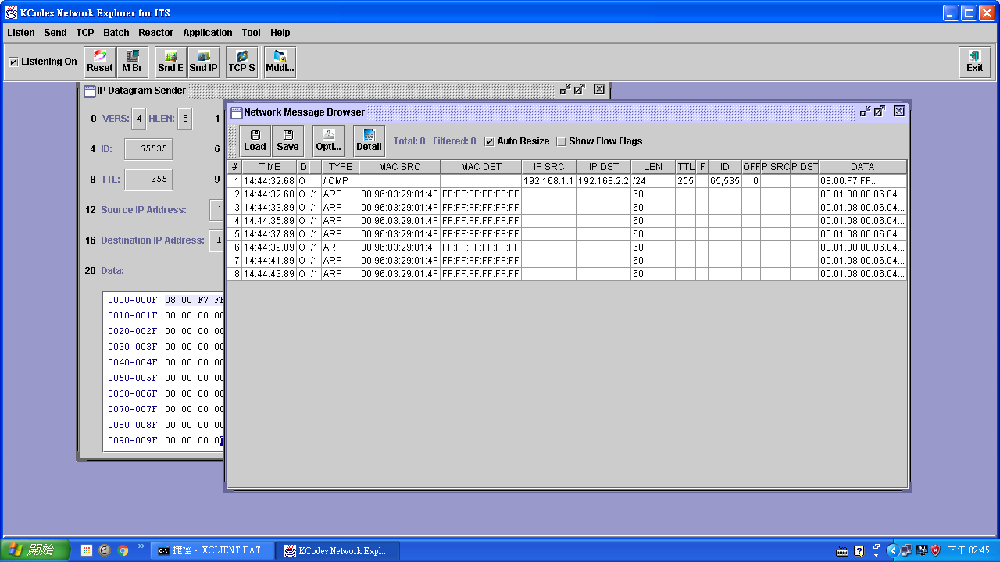 KCodes Network Explorer for ITS
Listen Send TCP Batch Reactor Application Tool Help
Listening On Reset M Br Snd E Snd IP TCP S Mddl... Exit
IP Datagram Sender
0 VERS: 4 HLEN: 5 1
4 ID: 65535 6
8 TTL: 255 9
12 Source IP Address: 1
16 Destination IP Address: 1
20 Data:
0000-000F 08 00 F7
0010-001F 00 00 00
0020-002F 00 00 00
0030-003F 00 00 00
0040-004F 00 00 00
0050-005F 00 00 00
0060-006F 00 00 00
0070-007F 00 00 00
0080-008F 00 00 00
0090-009F 00 00 00
Network Message Browser
Load Save Opti... Detail Total: 8 Filtered: 8 Auto Resize Show Flow Flags
# TIME D I TYPE MAC SRC MAC DST IP SRC IP DST LEN TTL F ID OFF P SRC P DST DATA
1 14:44:32.68 O /ICMP 192.168.1.1 192.168.2.2 /24 255 65,535 0 08.00.F7.FF...
2 14:44:32.68 O /1 ARP 00:96:03:29:01:4F FF:FF:FF:FF:FF:FF 60 00.01.08.00.06.04...
3 14:44:33.89 O /1 ARP 00:96:03:29:01:4F FF:FF:FF:FF:FF:FF 60 00.01.08.00.06.04...
4 14:44:35.89 O /1 ARP 00:96:03:29:01:4F FF:FF:FF:FF:FF:FF 60 00.01.08.00.06.04...
5 14:44:37.89 O /1 ARP 00:96:03:29:01:4F FF:FF:FF:FF:FF:FF 60 00.01.08.00.06.04...
6 14:44:39.89 O /1 ARP 00:96:03:29:01:4F FF:FF:FF:FF:FF:FF 60 00.01.08.00.06.04...
7 14:44:41.89 O /1 ARP 00:96:03:29:01:4F FF:FF:FF:FF:FF:FF 60 00.01.08.00.06.04...
8 14:44:43.89 O /1 ARP 00:96:03:29:01:4F FF:FF:FF:FF:FF:FF 60 00.01.08.00.06.04...
開始 捷徑 - XCLIENT.BAT KCodes Network Expl... 下午 02:45